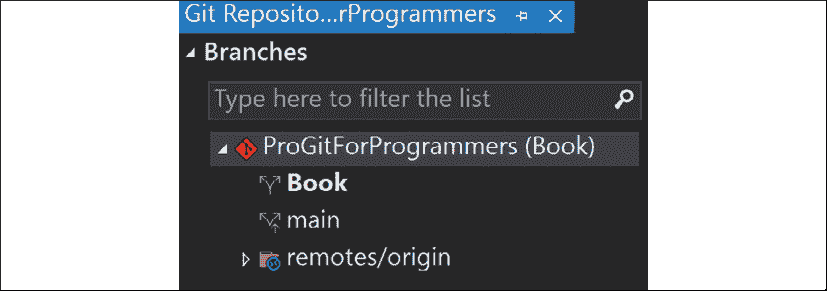 Git Reposito...rProgrammers
Branches
Type here to filter the list
ProGitForProgrammers (Book)
Book
main
remotes/origin